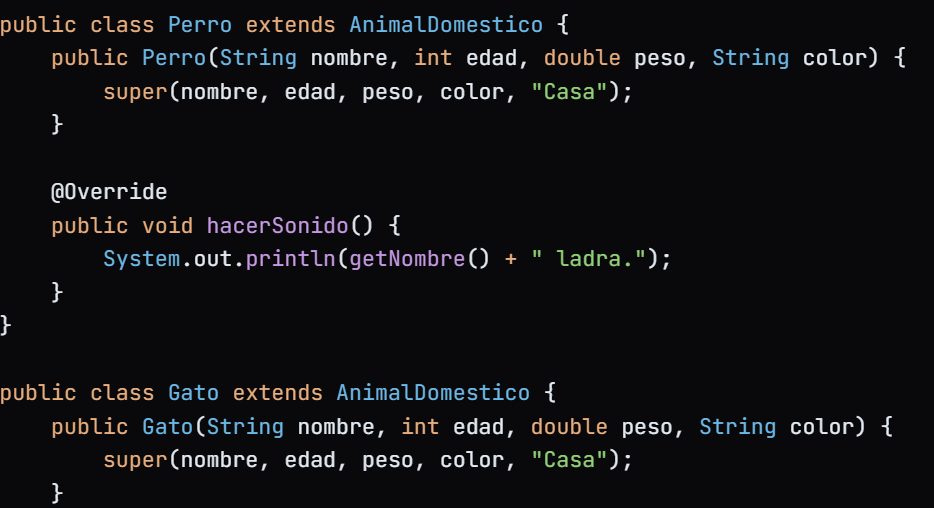 public class Perro extends AnimalDomestico {
    public Perro(String nombre, int edad, double peso, String color) {
        super(nombre, edad, peso, color, "Casa");
    }

    @Override
    public void hacerSonido() {
        System.out.println(getNombre() + " ladra.");
    }
}

public class Gato extends AnimalDomestico {
    public Gato(String nombre, int edad, double peso, String color) {
        super(nombre, edad, peso, color, "Casa");
    }